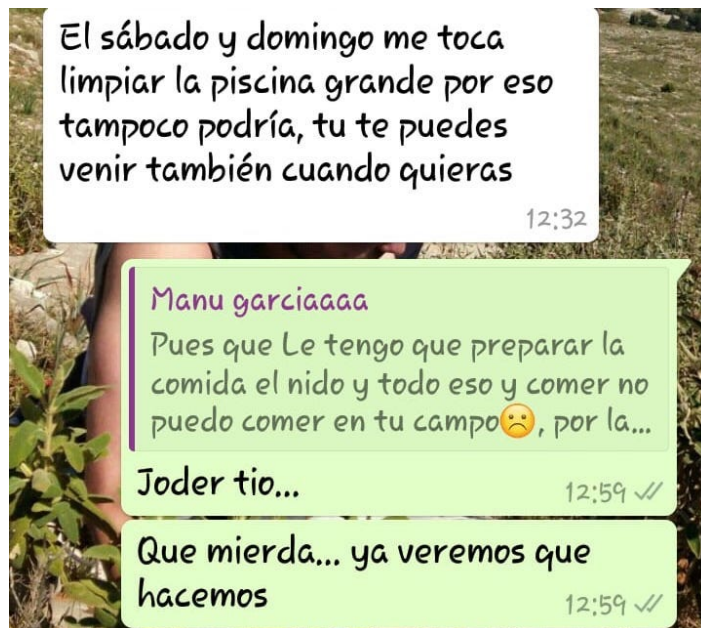 El sábado y domingo me toca
limpiar la piscina grande por eso
tampoco podría, tu te puedes
venir también cuando quieras
12:32
Manu garciaaaa
Pues que Le tengo que preparar la
comida el nido y todo eso y comer no
puedo comer en tu campo☹️, por la...
Joder tio...
12:59
Que mierda... ya veremos que
hacemos
12:59